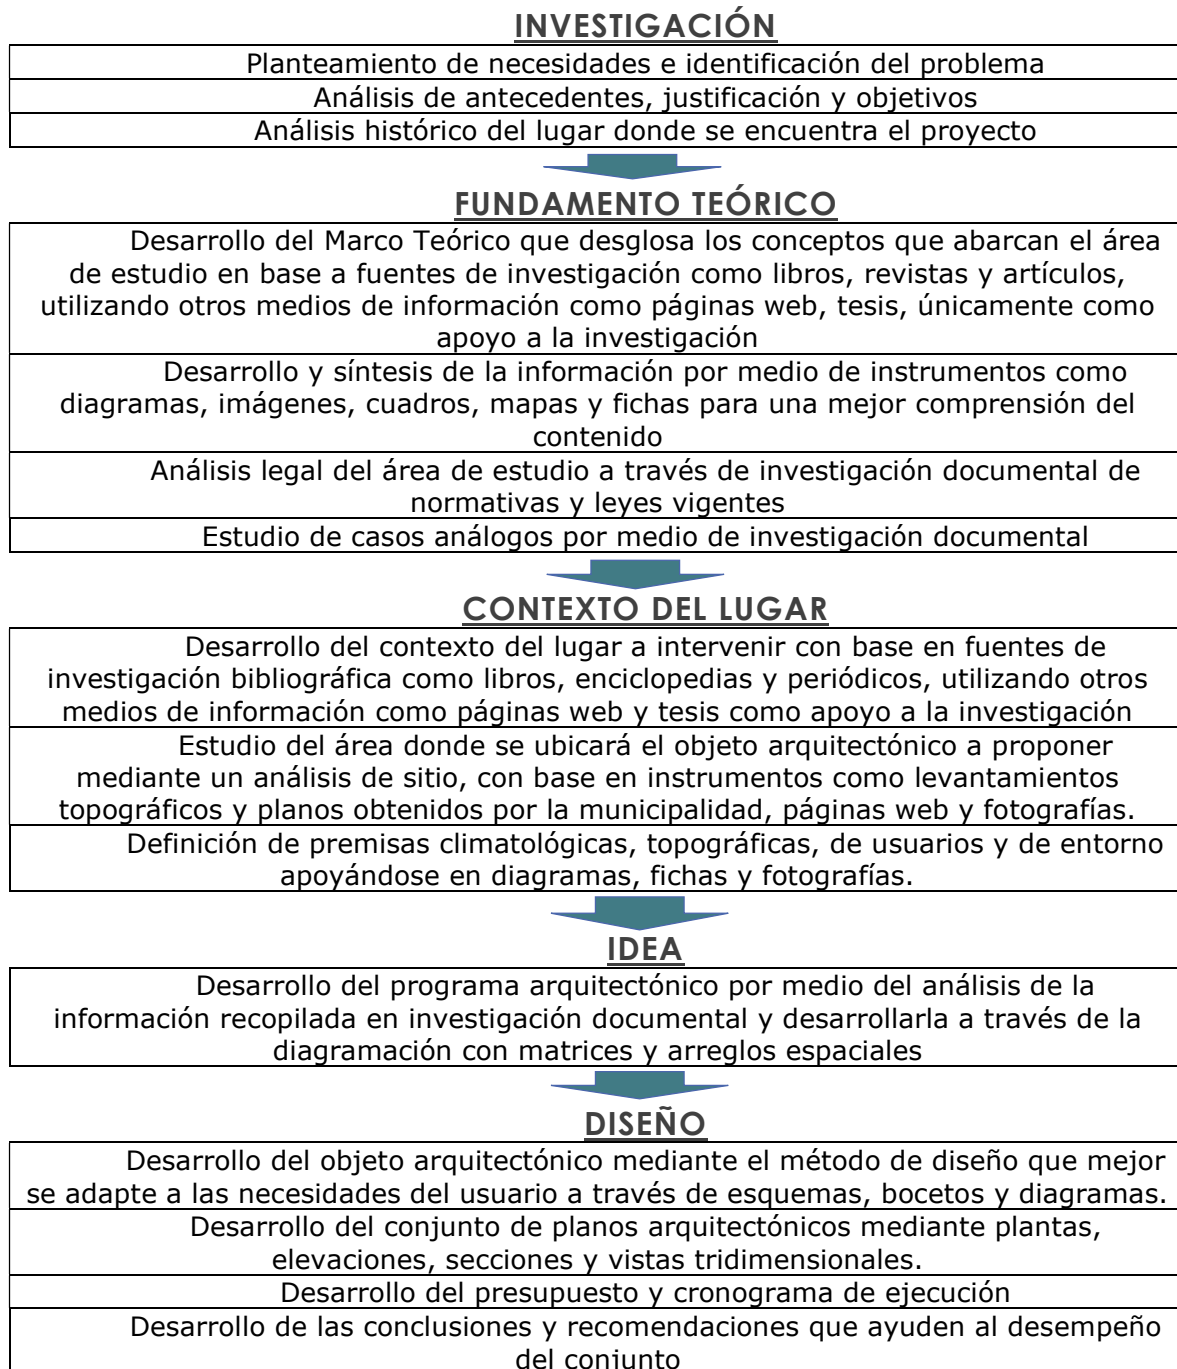 INVESTIGACIÓN
Planteamiento de necesidades e identificación del problema
Análisis de antecedentes, justificación y objetivos
Análisis histórico del lugar donde se encuentra el proyecto
FUNDAMENTO TEÓRICO
Desarrollo del Marco Teórico que desglosa los conceptos que abarcan el área
de estudio en base a fuentes de investigación como libros, revistas y artículos,
utilizando otros medios de información como páginas web, tesis, únicamente como
apoyo a la investigación
Desarrollo y síntesis de la información por medio de instrumentos como
diagramas, imágenes, cuadros, mapas y fichas para una mejor comprensión del
contenido
Análisis legal del área de estudio a través de investigación documental de
normativas y leyes vigentes
Estudio de casos análogos por medio de investigación documental
CONTEXTO DEL LUGAR
Desarrollo del contexto del lugar a intervenir con base en fuentes de
investigación bibliográfica como libros, enciclopedias y periódicos, utilizando otros
medios de información como páginas web y tesis como apoyo a la investigación
Estudio del área donde se ubicará el objeto arquitectónico a proponer
mediante un análisis de sitio, con base en instrumentos como levantamientos
topográficos y planos obtenidos por la municipalidad, páginas web y fotografías.
Definición de premisas climatológicas, topográficas, de usuarios y de entorno
apoyándose en diagramas, fichas y fotografías.
IDEA
Desarrollo del programa arquitectónico por medio del análisis de la
información recopilada en investigación documental y desarrollarla a través de la
diagramación con matrices y arreglos espaciales
DISEÑO
Desarrollo del objeto arquitectónico mediante el método de diseño que mejor
se adapte a las necesidades del usuario a través de esquemas, bocetos y diagramas.
Desarrollo del conjunto de planos arquitectónicos mediante plantas,
elevaciones, secciones y vistas tridimensionales.
Desarrollo del presupuesto y cronograma de ejecución
Desarrollo de las conclusiones y recomendaciones que ayuden al desempeño
del conjunto